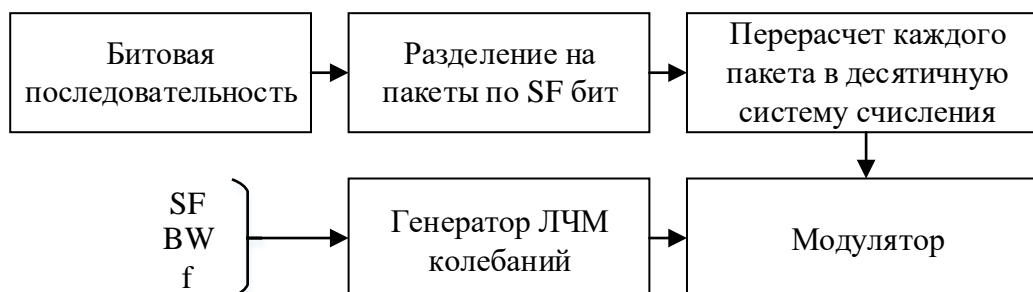 Битовая
последовательность
Разделение на
пакеты по SF бит
Перерасчет каждого
пакета в десятичную
систему счисления
SF
BW
f
Генератор ЛЧМ
колебаний
Модулятор